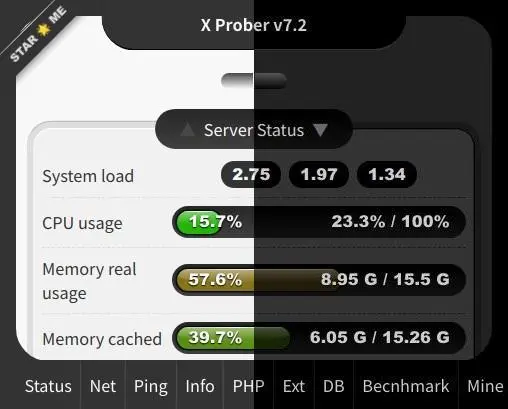 STAR 🌟 ME
X Prober v7.2
▲ Server Status ▼
System load 2.75 1.97 1.34
CPU usage 15.7% 23.3% / 100%
Memory real usage 57.6% 8.95 G / 15.5 G
Memory cached 39.7% 6.05 G / 15.26 G
Status Net Ping Info PHP Ext DB Becnhmark Mine